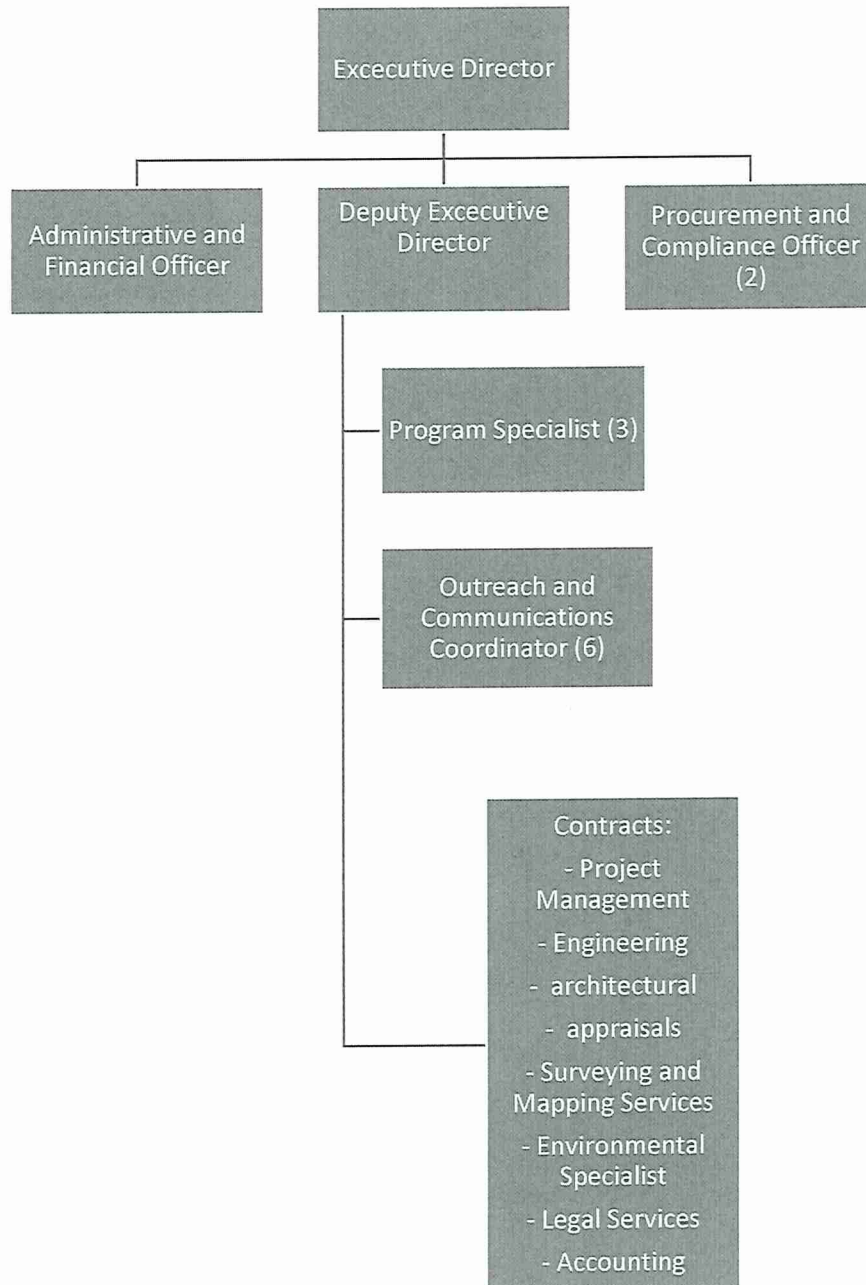 Excecutive Director
Administrative and
Financial Officer
Deputy Excecutive
Director
Procurement and
Compliance Officer
(2)
Program Specialist (3)
Outreach and
Communications
Coordinator (6)
Contracts:
- Project
Management
- Engineering
- architectural
- appraisals
- Surveying and
Mapping Services
- Environmental
Specialist
- Legal Services
- Accounting